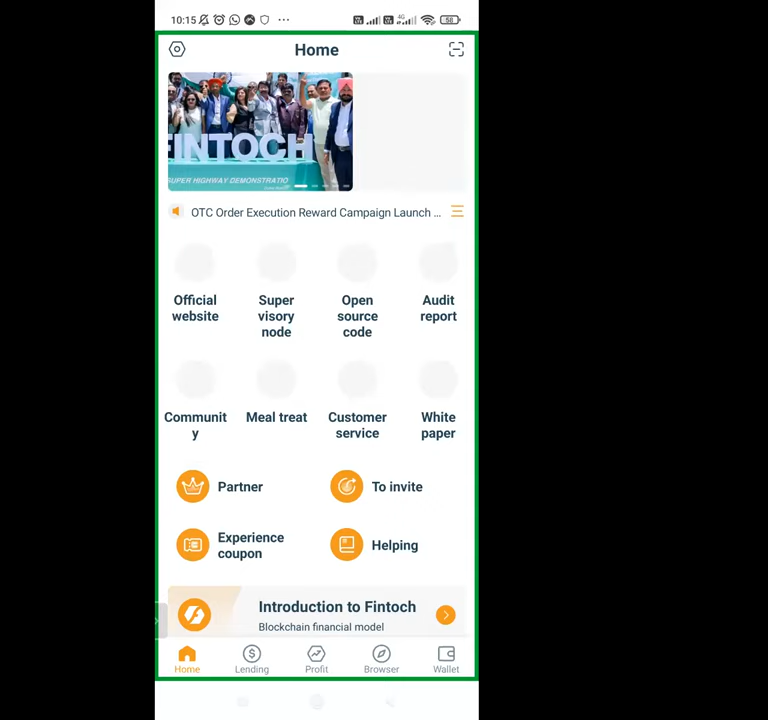 10:15
4G
58
Home
FINTOCH
SUPER HIGHWAY DEMONSTRATIO
OTC Order Execution Reward Campaign Launch ...
Official website
Super visory node
Open source code
Audit report
Communit y
Meal treat
Customer service
White paper
Partner
To invite
Experience coupon
Helping
Introduction to Fintoch
Blockchain financial model
Home
Lending
Profit
Browser
Wallet